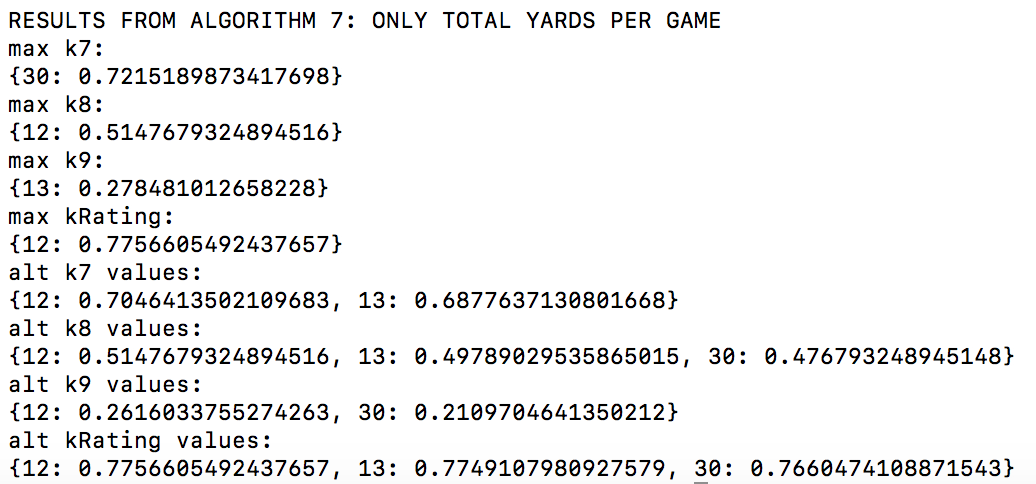 RESULTS FROM ALGORITHM 7: ONLY TOTAL YARDS PER GAME
max k7:
{30: 0.7215189873417698}
max k8:
{12: 0.5147679324894516}
max k9:
{13: 0.278481012658228}
max kRating:
{12: 0.7756605492437657}
alt k7 values:
{12: 0.7046413502109683, 13: 0.6877637130801668}
alt k8 values:
{12: 0.5147679324894516, 13: 0.49789029535865015, 30: 0.476793248945148}
alt k9 values:
{12: 0.2616033755274263, 30: 0.2109704641350212}
alt kRating values:
{12: 0.7756605492437657, 13: 0.7749107980927579, 30: 0.7660474108871543}